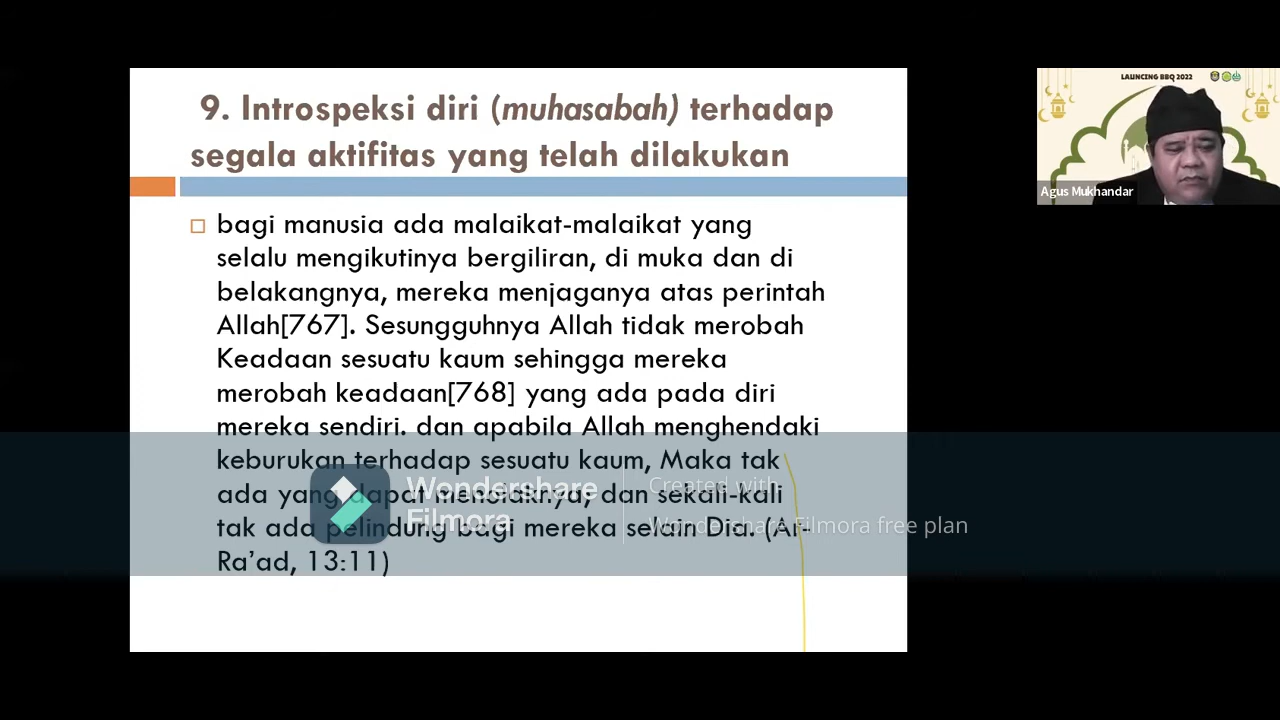 9. Introspeksi diri (muhasabah) terhadap
segala aktifitas yang telah dilakukan
bagi manusia ada malaikat-malaikat yang
selalu mengikutinya bergiliran, di muka dan di
belakangnya, mereka menjaganya atas perintah
Allah[767]. Sesungguhnya Allah tidak merobah
Keadaan sesuatu kaum sehingga mereka
merobah keadaan[768] yang ada pada diri
mereka sendiri. dan apabila Allah menghendaki
keburukan terhadap sesuatu kaum, Maka tak
ada yang dapat menolaknya; dan sekali-kali
tak ada pelindung bagi mereka selain Dia. (Ar-
Ra’ad, 13:11)
LAUNCING BBQ 2022
Agus Mukhandar
Wondershare
Filmora
Created with
Wondershare Filmora free plan